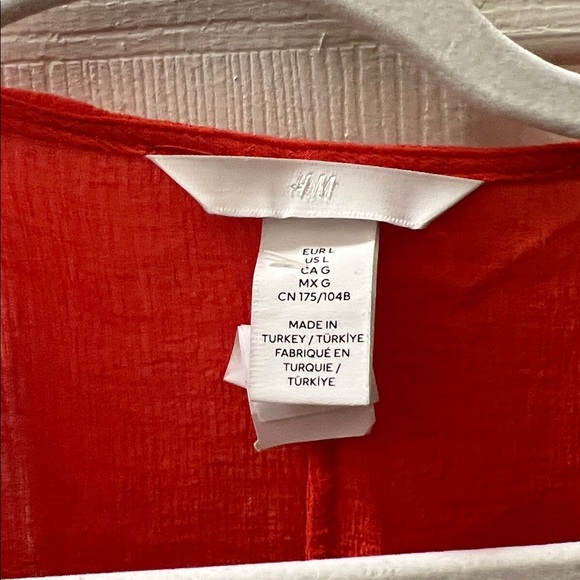 H&M
EUR L
US L
CA G
MX G
CN 175/104B
MADE IN
TURKEY / TÜRKİYE
FABRIQUÉ EN
TURQUIE /
TÜRKİYE